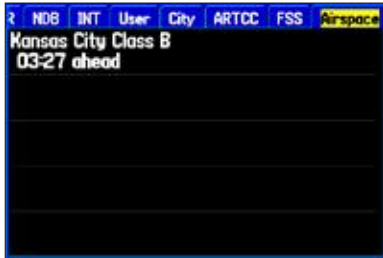 NDB INT User City ARTCC FSS Airspace
Kansas City Class B
03:27 ahead